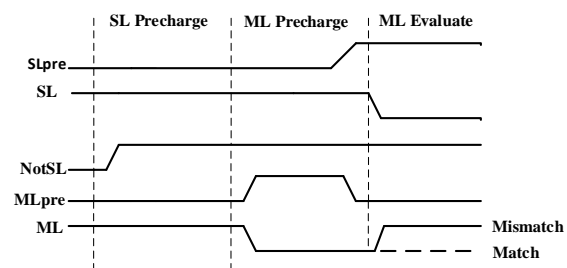 SL Precharge ML Precharge ML Evaluate
SLpre
SL
NotSL
MLpre
ML
Mismatch
Match